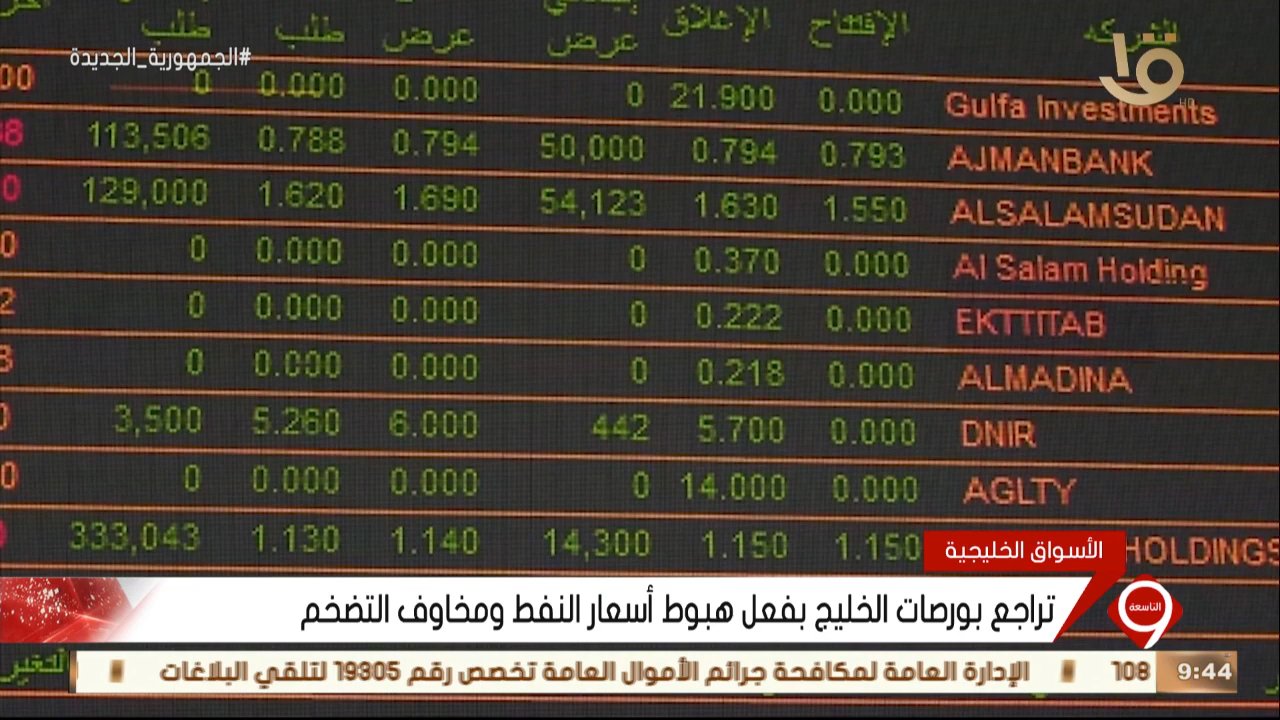 #الجمهورية_الجديدة
الشركه الإفتتاح الإغلاق عرض عرض طلب طلب
Gulfa Investments 0.000 21.900 0 0.000 0.000 0
AJMANBANK 0.793 0.794 50,000 0.794 0.788 113,506
ALSALAMSUDAN 1.550 1.630 54,123 1.690 1.620 129,000
Al Salam Holding 0.000 0.370 0 0.000 0.000 0
EKTTITAB 0.000 0.222 0 0.000 0.000 0
ALMADINA 0.000 0.218 0 0.000 0.000 0
DNIR 0.000 5.700 442 6.000 5.260 3,500
AGLTY 0.000 14.000 0 0.000 0.000 0
HOLDINGS 1.150 1.150 14,300 1.140 1.130 333,043
الأسواق الخليجية
التاسعة 9
تراجع بورصات الخليج بفعل هبوط أسعار النفط ومخاوف التضخم
9:44 108 الإدارة العامة لمكافحة جرائم الأموال العامة تخصص رقم 19805 لتلقي البلاغات